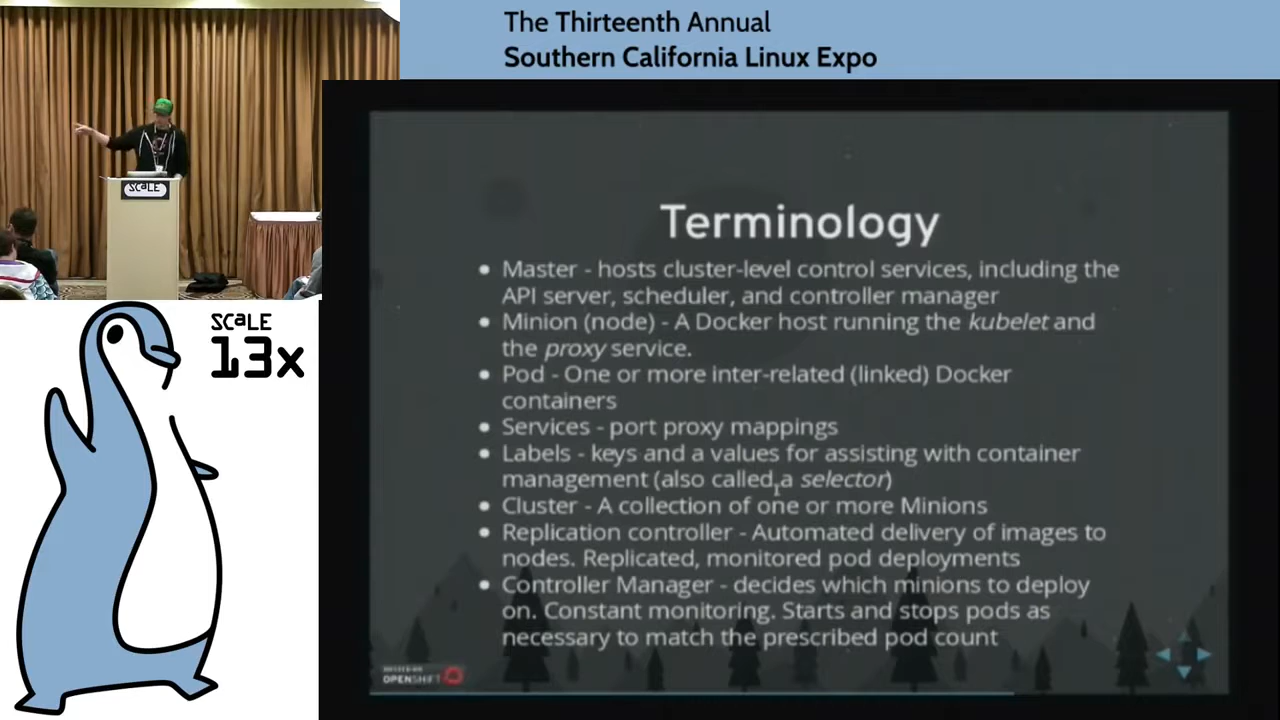 The Thirteenth Annual
Southern California Linux Expo
SCaLE
SCaLE
13x
Terminology
Master - hosts cluster-level control services, including the
API server, scheduler, and controller manager
Minion (node) - A Docker host running the kubelet and
the proxy service.
Pod - One or more inter-related (linked) Docker
containers
Services - port proxy mappings
Labels - keys and a values for assisting with container
management (also called a selector)
Cluster - A collection of one or more Minions
Replication controller - Automated delivery of images to
nodes. Replicated, monitored pod deployments
Controller Manager - decides which minions to deploy
on. Constant monitoring. Starts and stops pods as
necessary to match the prescribed pod count
OPENSHIFT